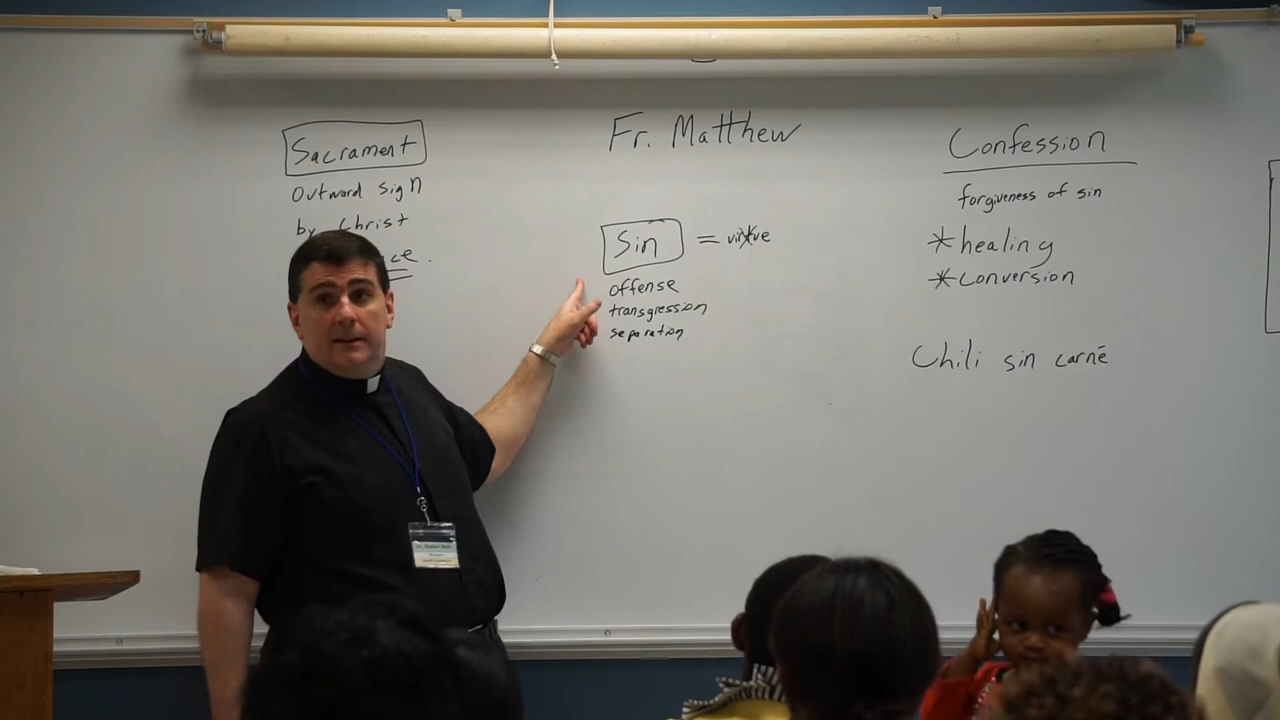 Sacrament
Outward sign
by Christ
Fr. Matthew
Sin = virtue
offense
transgression
separation
Confession
forgiveness of sin
*healing
*conversion
Chili sin carné